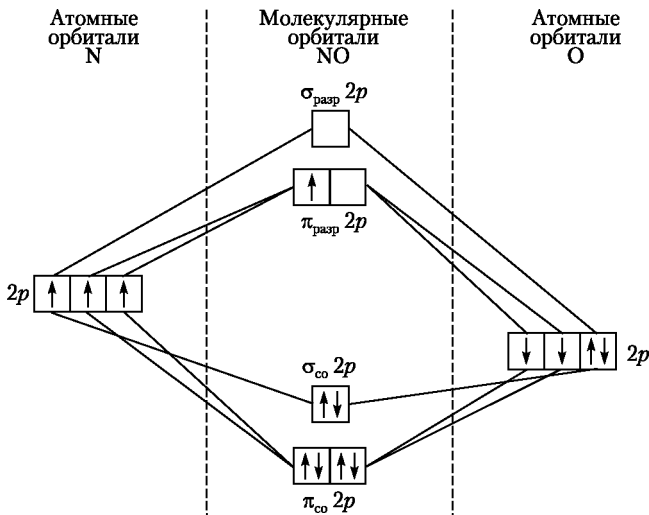 Атомные
орбитали
N
Молекулярные
орбитали
NO
Атомные
орбитали
O
σразр 2p
πразр 2p
2p
σсо 2p
2p
πсо 2p